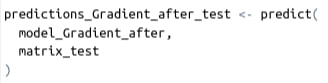 predictions_Gradient_after_test <- predict(
  model_Gradient_after,
  matrix_test
)